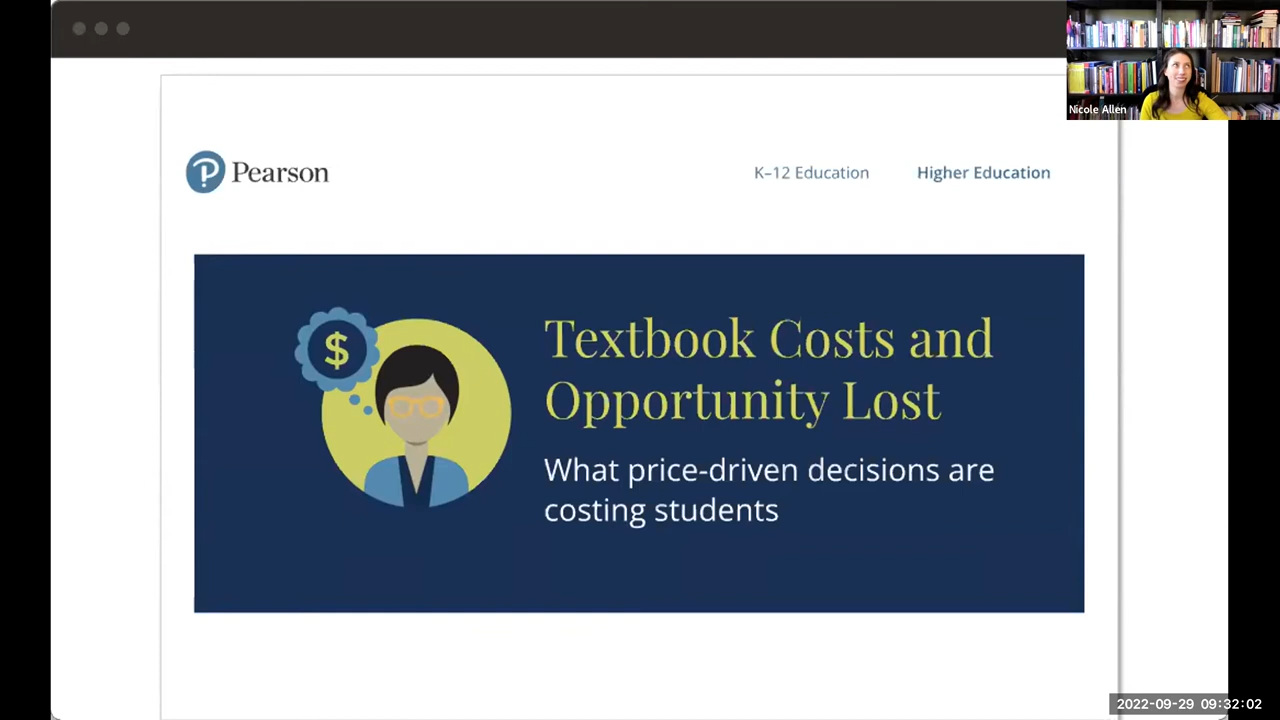 Nicole Allen
Pearson
K–12 Education
Higher Education
$
Textbook Costs and
Opportunity Lost
What price-driven decisions are
costing students
2022-09-29 09:32:02